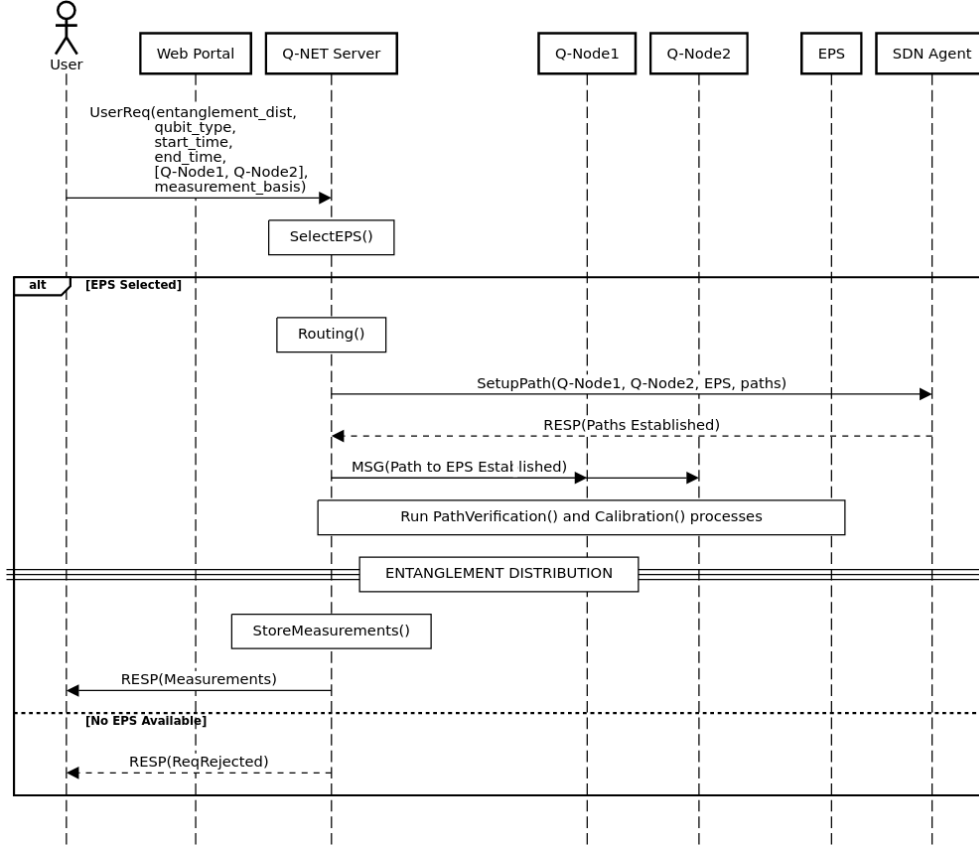 User
Web Portal
Q-NET Server
Q-Node1
Q-Node2
EPS
SDN Agent
UserReq(entanglement_dist,
qubit_type,
start_time,
end_time,
[Q-Node1, Q-Node2],
measurement_basis)
SelectEPS()
alt
[EPS Selected]
Routing()
SetupPath(Q-Node1, Q-Node2, EPS, paths)
RESP(Paths Established)
MSG(Path to EPS Established)
Run PathVerification() and Calibration() processes
ENTANGLEMENT DISTRIBUTION
StoreMeasurements()
RESP(Measurements)
[No EPS Available]
RESP(ReqRejected)